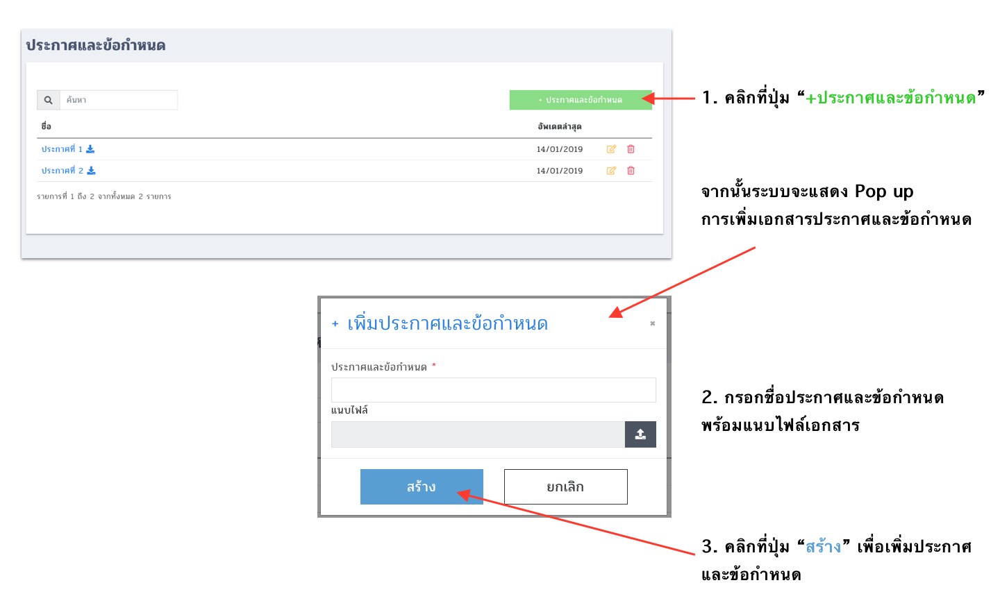 ประกาศและข้อกำหนด
ค้นหา
+ ประกาศและข้อกำหนด
1. คลิกที่ปุ่ม “+ประกาศและข้อกำหนด”
ชื่อ อัพเดตล่าสุด
ประกาศที่ 1 14/01/2019
ประกาศที่ 2 14/01/2019
รายการที่ 1 ถึง 2 จากทั้งหมด 2 รายการ
จากนั้นระบบจะแสดง Pop up
การเพิ่มเอกสารประกาศและข้อกำหนด
+ เพิ่มประกาศและข้อกำหนด
ประกาศและข้อกำหนด *
แนบไฟล์
2. กรอกชื่อประกาศและข้อกำหนด
พร้อมแนบไฟล์เอกสาร
สร้าง ยกเลิก
3. คลิกที่ปุ่ม “สร้าง” เพื่อเพิ่มประกาศ
และข้อกำหนด